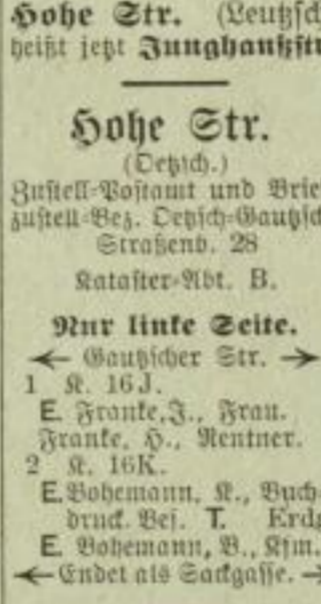 Hohe Str. (Leutzsch
heißt jetzt Junghanßstr
Hohe Str.
(Oetzsch.)
Zustell-Postamt und Brie
zustell-Bez. Oetzsch-Gautzsch
Straßenb. 28
Kataster-Abt. B.
Nur linke Seite.
← Gautzscher Str. →
1 K. 16J.
E. Franke, J., Frau.
Franke, H., Rentner.
2 K. 16K.
E. Bohemann, K., Buch-
druck. Bes. T. Erdg
E. Bohemann, B., Kfm.
← Endet als Sackgasse. →